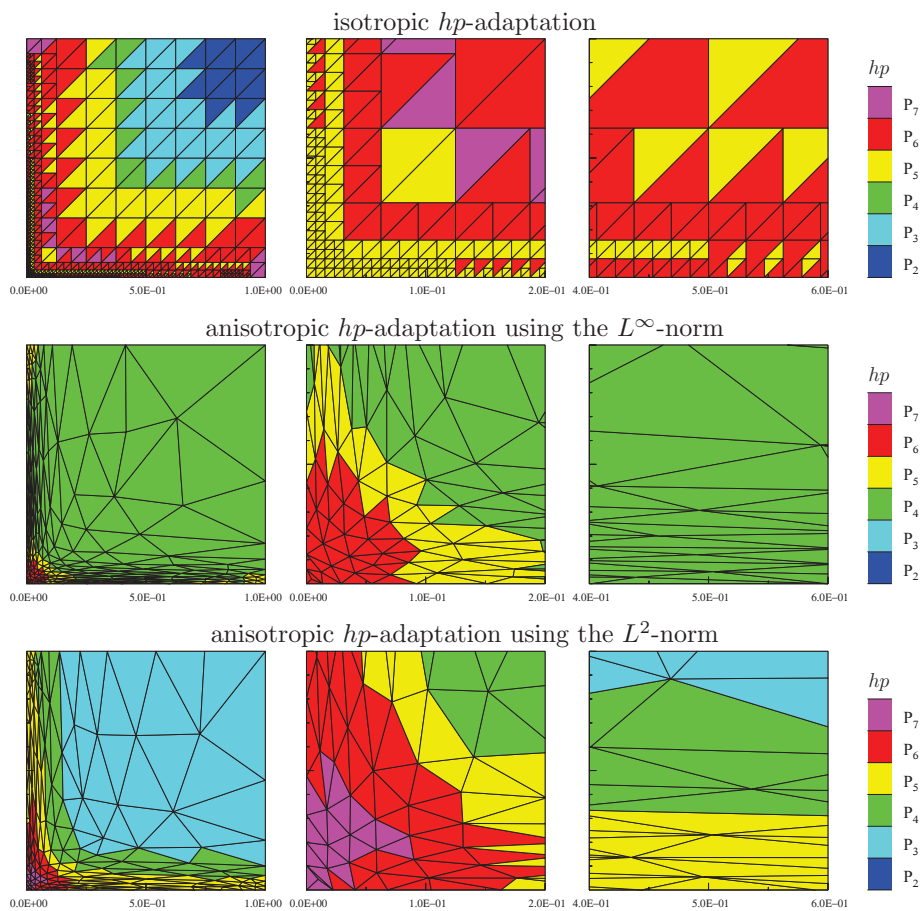 isotropic hp-adaptation
hp
P7
P6
P5
P4
P3
P2
0.0E+00 5.0E−01 1.0E+00
0.0E+00 1.0E−01 2.0E−01
4.0E−01 5.0E−01 6.0E−01
anisotropic hp-adaptation using the L∞-norm
hp
P7
P6
P5
P4
P3
P2
0.0E+00 5.0E−01 1.0E+00
0.0E+00 1.0E−01 2.0E−01
4.0E−01 5.0E−01 6.0E−01
anisotropic hp-adaptation using the L²-norm
hp
P7
P6
P5
P4
P3
P2
0.0E+00 5.0E−01 1.0E+00
0.0E+00 1.0E−01 2.0E−01
4.0E−01 5.0E−01 6.0E−01